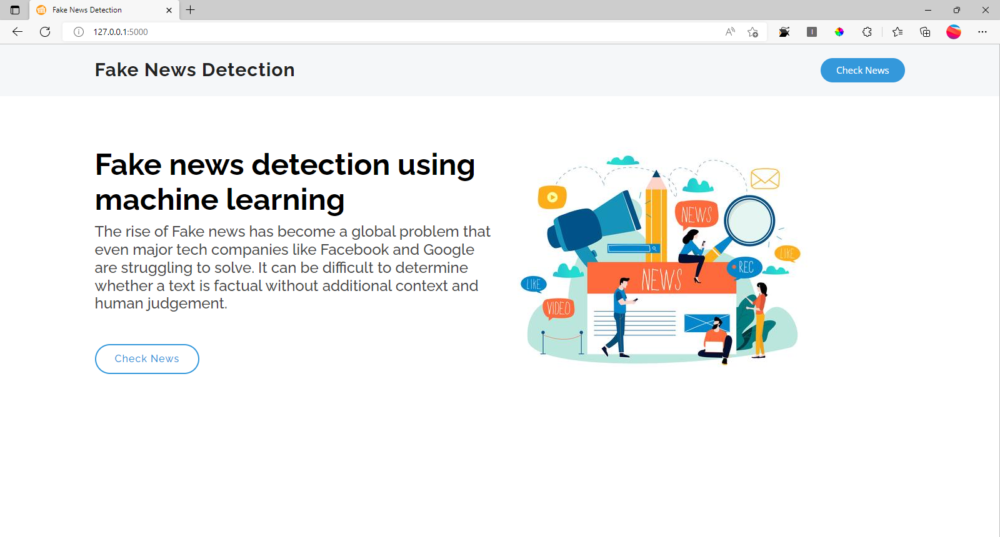 Fake News Detection
127.0.0.1:5000
Fake News Detection
Check News
Fake news detection using
machine learning
The rise of Fake news has become a global problem that
even major tech companies like Facebook and Google
are struggling to solve. It can be difficult to determine
whether a text is factual without additional context and
human judgement.
Check News
NEWS
LIKE
REC
NEWS
LIKE
VIDEO